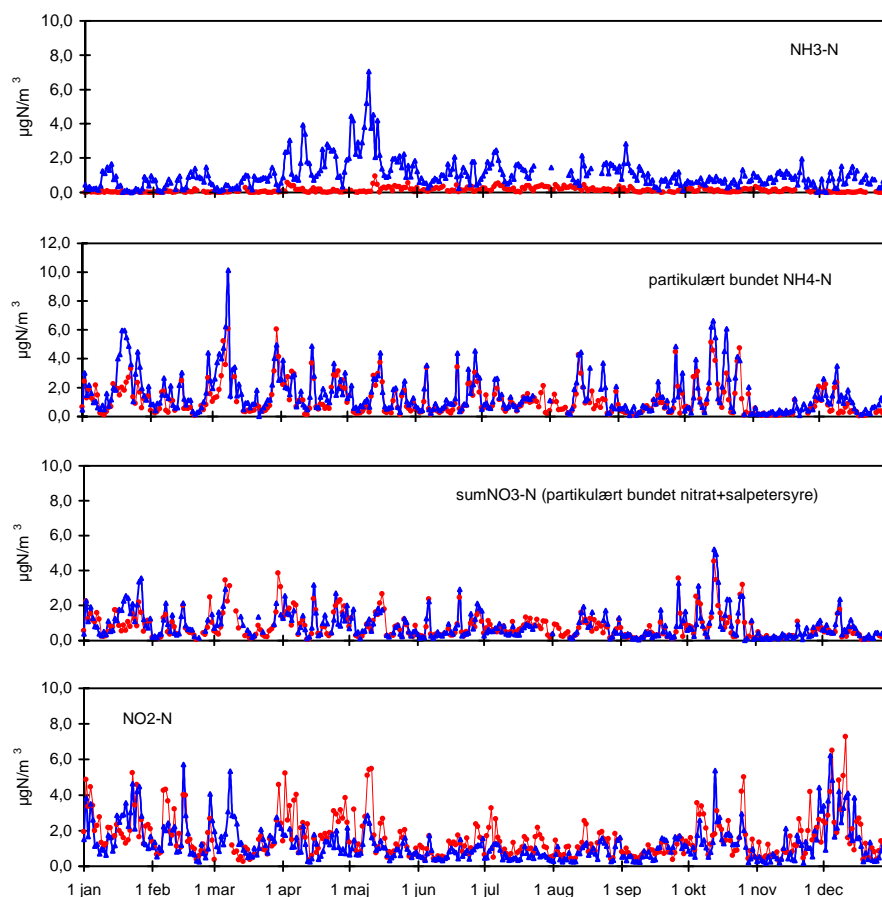 10,0
8,0
6,0
4,0
2,0
0,0
µgN/m 3
NH3-N
12,0
10,0
8,0
6,0
4,0
2,0
0,0
µgN/m 3
partikulært bundet NH4-N
10,0
8,0
6,0
4,0
2,0
0,0
µgN/m 3
sumNO3-N (partikulært bundet nitrat+salpetersyre)
10,0
8,0
6,0
4,0
2,0
0,0
µgN/m 3
NO2-N
1 jan 1 feb 1 mar 1 apr 1 maj 1 jun 1 jul 1 aug 1 sep 1 okt 1 nov 1 dec